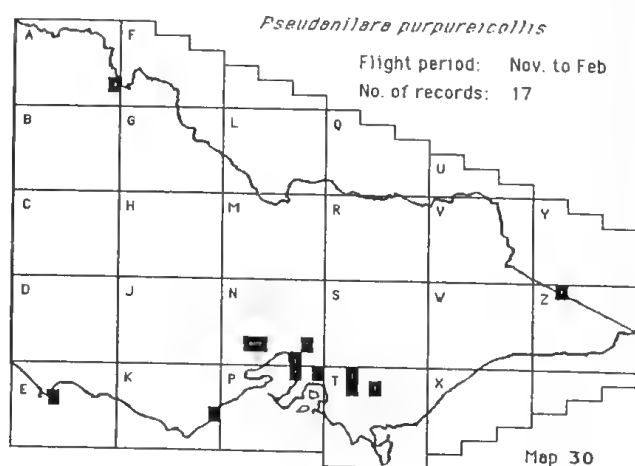 Pseudanilara purpureicollis
Flight period: Nov. to Feb
No. of records: 17
A F
B G L Q
U
C H M R V Y
D J N S W Z
E K P T X
Map 30